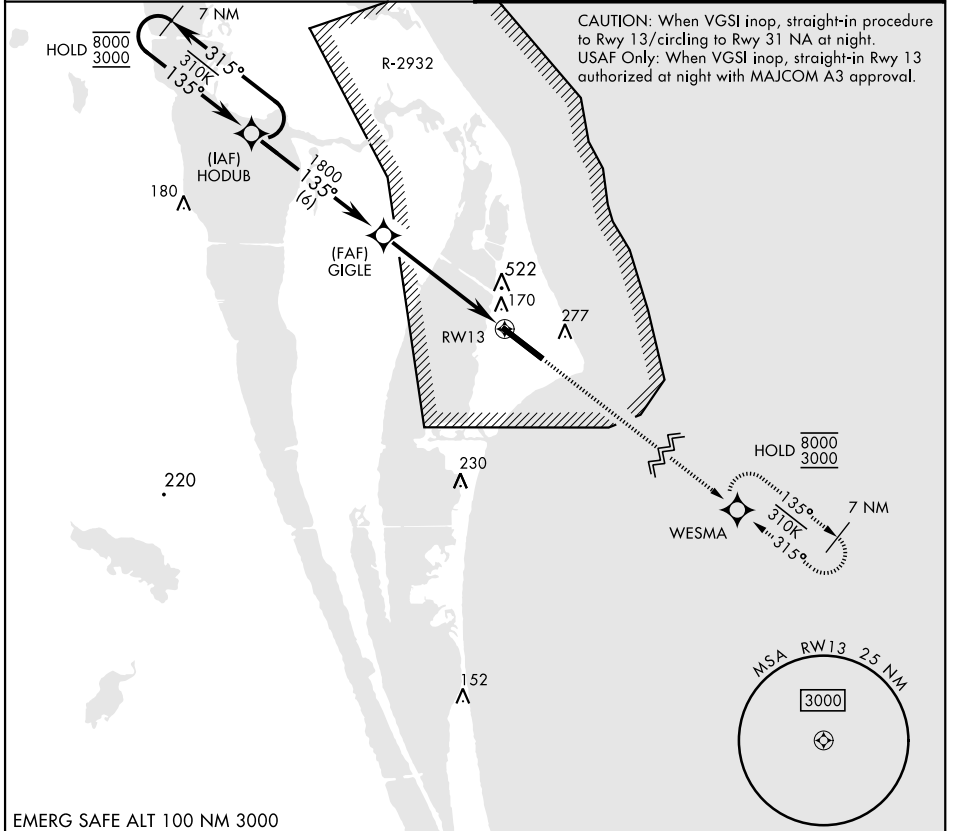 7 NM
HOLD 8000
3000
315°
310K
135°
R-2932
CAUTION: When VGSI inop, straight-in procedure
to Rwy 13/circling to Rwy 31 NA at night.
USAF Only: When VGSI inop, straight-in Rwy 13
authorized at night with MAJCOM A3 approval.
(IAF)
HODUB
1800
135°
(6)
180
(FAF)
GIGLE
522
170
277
RW13
HOLD 8000
3000
230
220
135°
310K
315°
7 NM
WESMA
152
MSA RW13 25 NM
3000
EMERG SAFE ALT 100 NM 3000